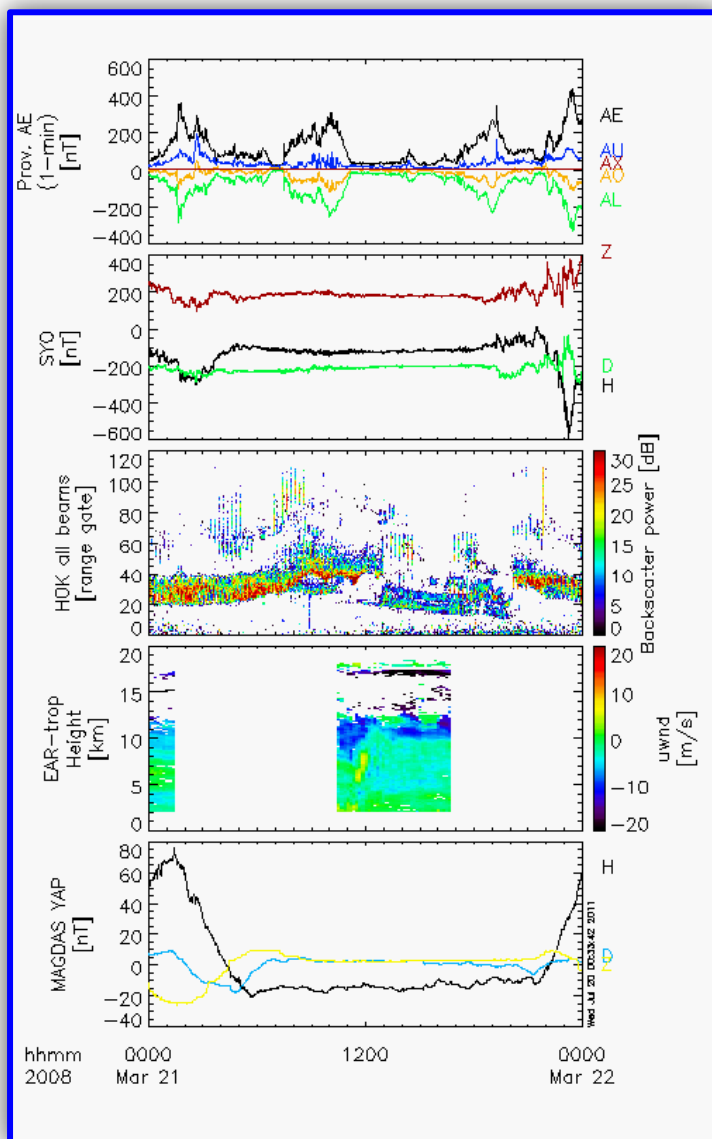 600
400
200
0
−200
−400
Prov. AE
(1−min)
[nT]
AE
AU
AX
AO
AL
400
200
0
−200
−400
−600
SYO
[nT]
Z
D
H
120
100
80
60
40
20
0
HOK all beams
[range gate]
30
25
20
15
10
5
0
Backscatter power [dB]
20
15
10
5
0
EAR−trop
Height
[km]
20
10
0
−10
−20
uwnd
[m/s]
80
60
40
20
0
−20
−40
MAGDAS YAP
[nT]
H
D
Z
Wed Jul 20 06:33:42 2011
hhmm 0000 1200 0000
2008 Mar 21 Mar 22